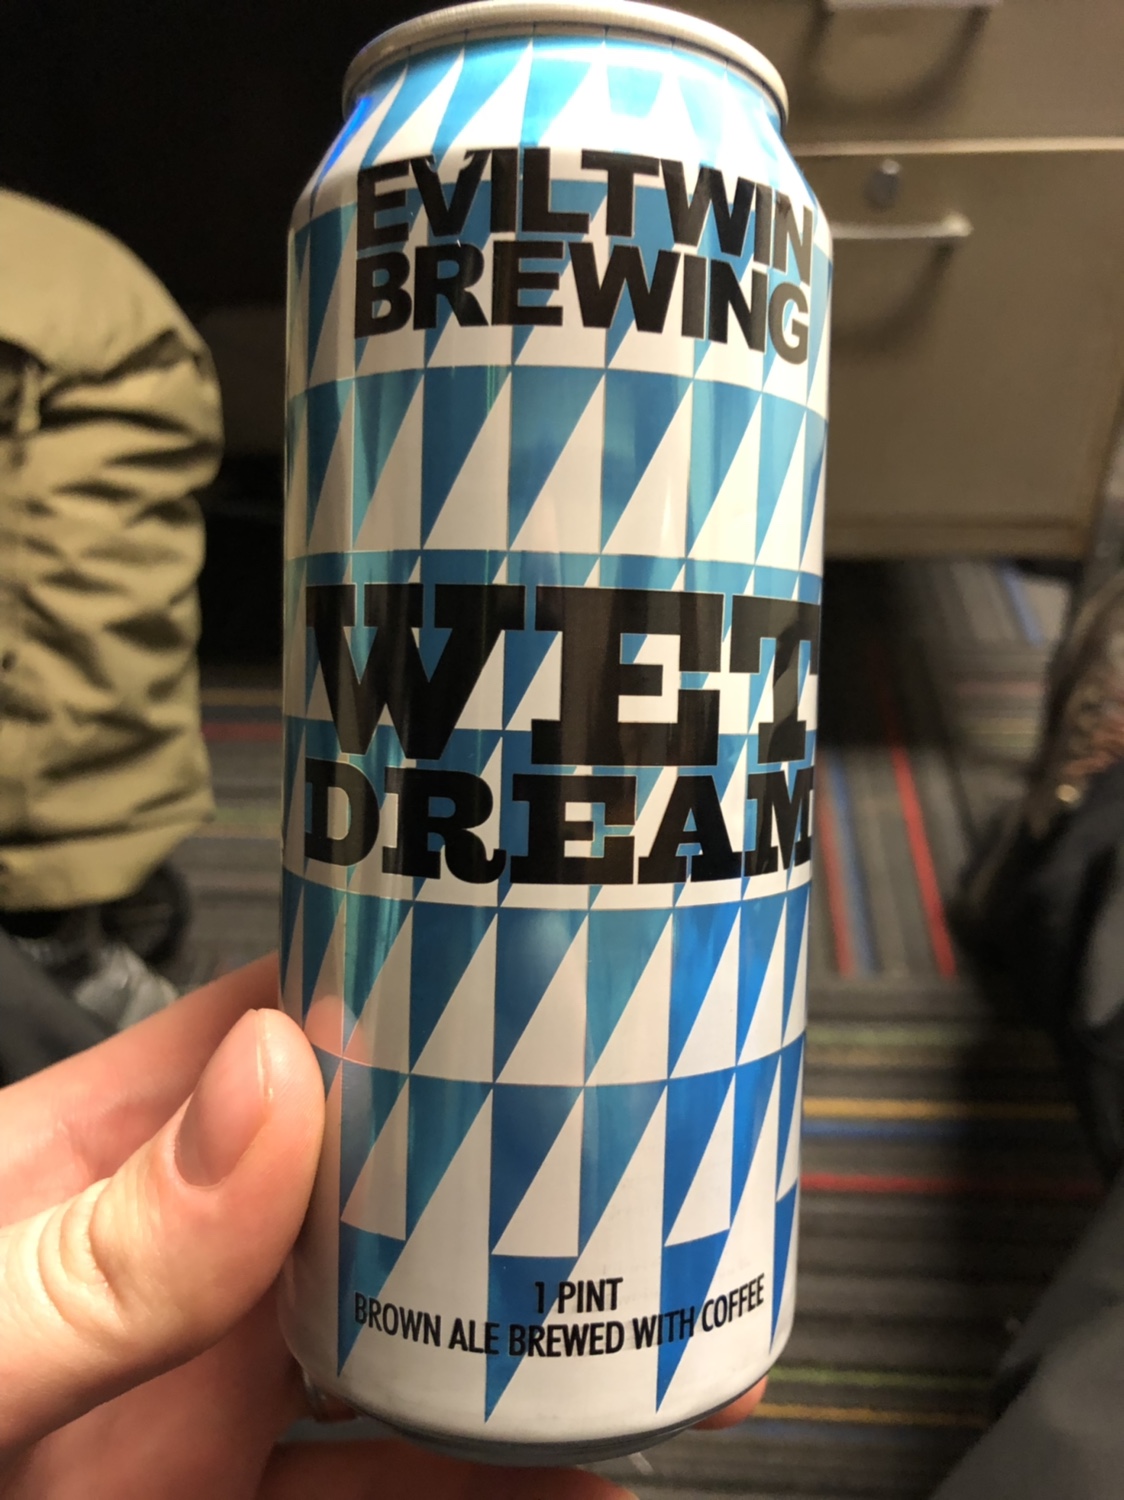 EVILTWIN
BREWING
WET
DREAM
1 PINT
BROWN ALE BREWED WITH COFFEE